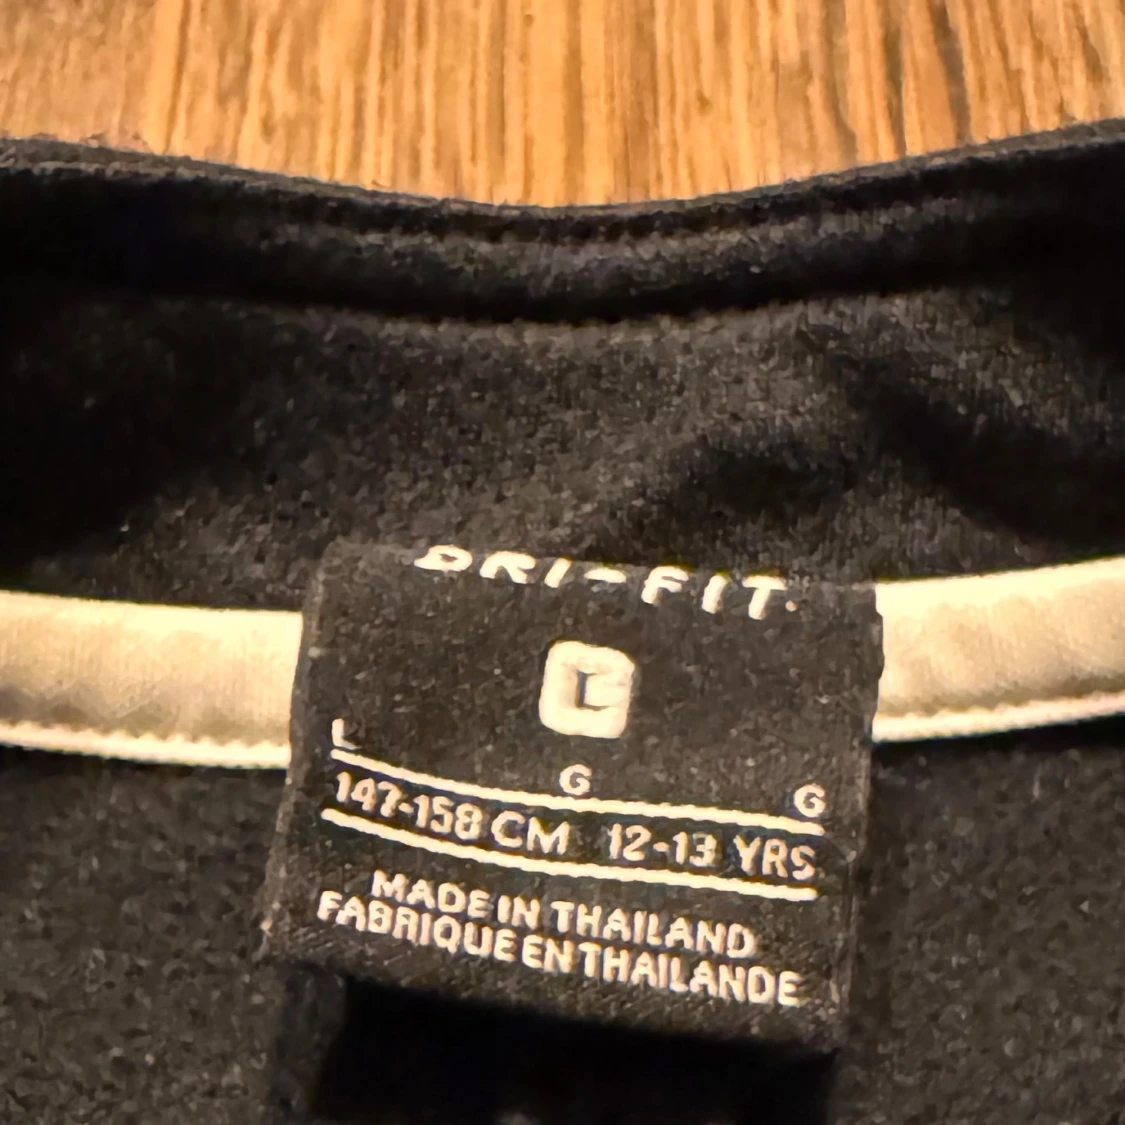 DRI-FIT
L
L G G
147-158 CM 12-13 YRS
MADE IN THAILAND
FABRIQUE EN THAILANDE